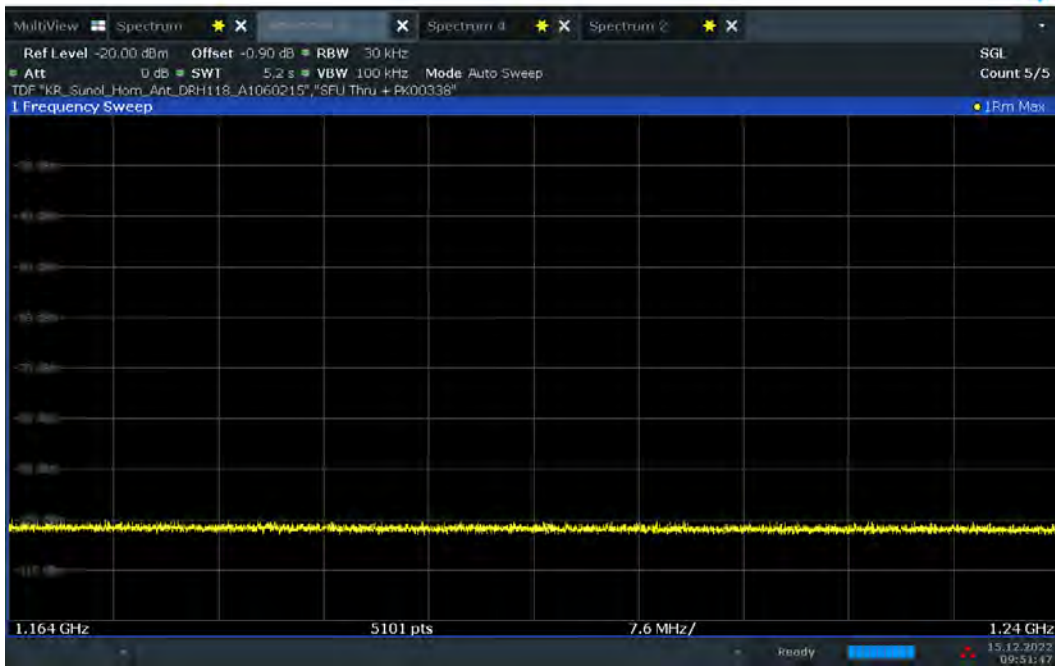 MultiView Spectrum Spectrum 4 Spectrum 2
Ref Level -20.00 dBm Offset -0.90 dB RBW 30 kHz SGL
Att 0 dB SWT 5.2 s VBW 100 kHz Mode Auto Sweep Count 5/5
TDF "KR_Sunol_Horn_Ant_DRH118_A1060215","SFU Thru + PK00338"
1 Frequency Sweep 1Rm Max
1.164 GHz 5101 pts 7.6 MHz/ 1.24 GHz
Ready 15.12.2022
09:51:47